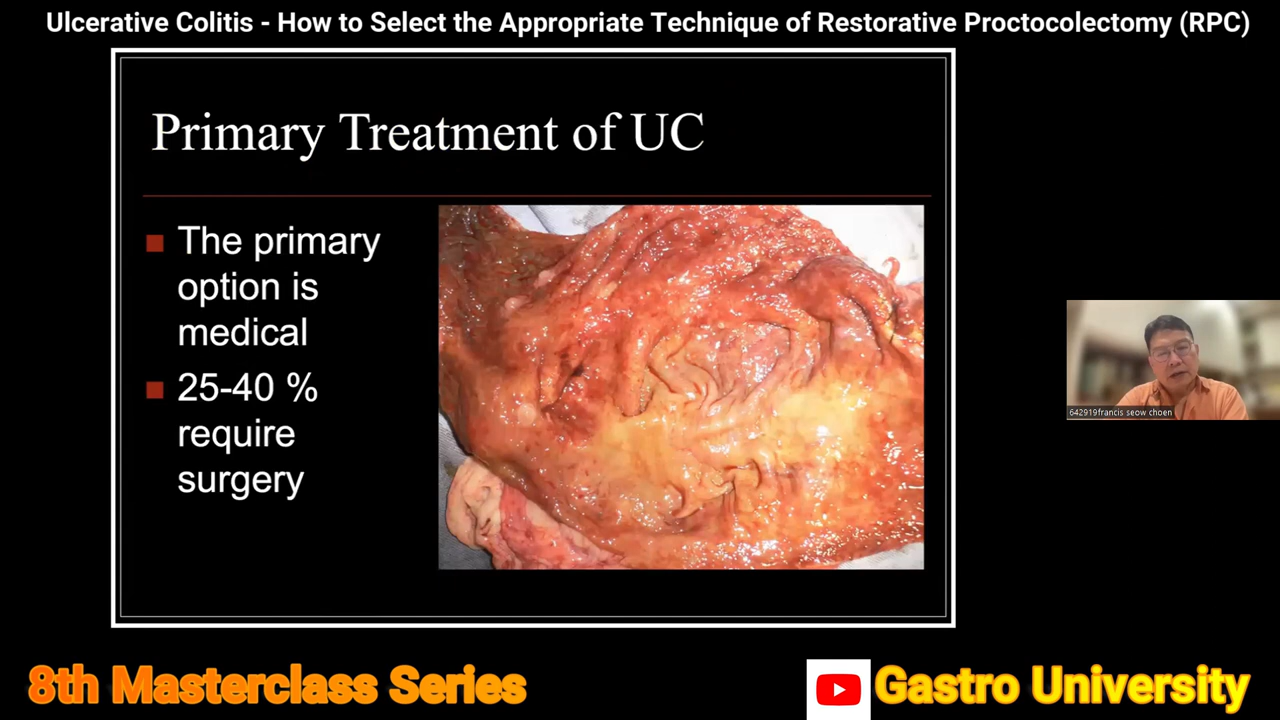 Ulcerative Colitis - How to Select the Appropriate Technique of Restorative Proctocolectomy (RPC)
Primary Treatment of UC
The primary
option is
medical
25-40 %
require
surgery
642919francis seow choen
8th Masterclass Series
Gastro University